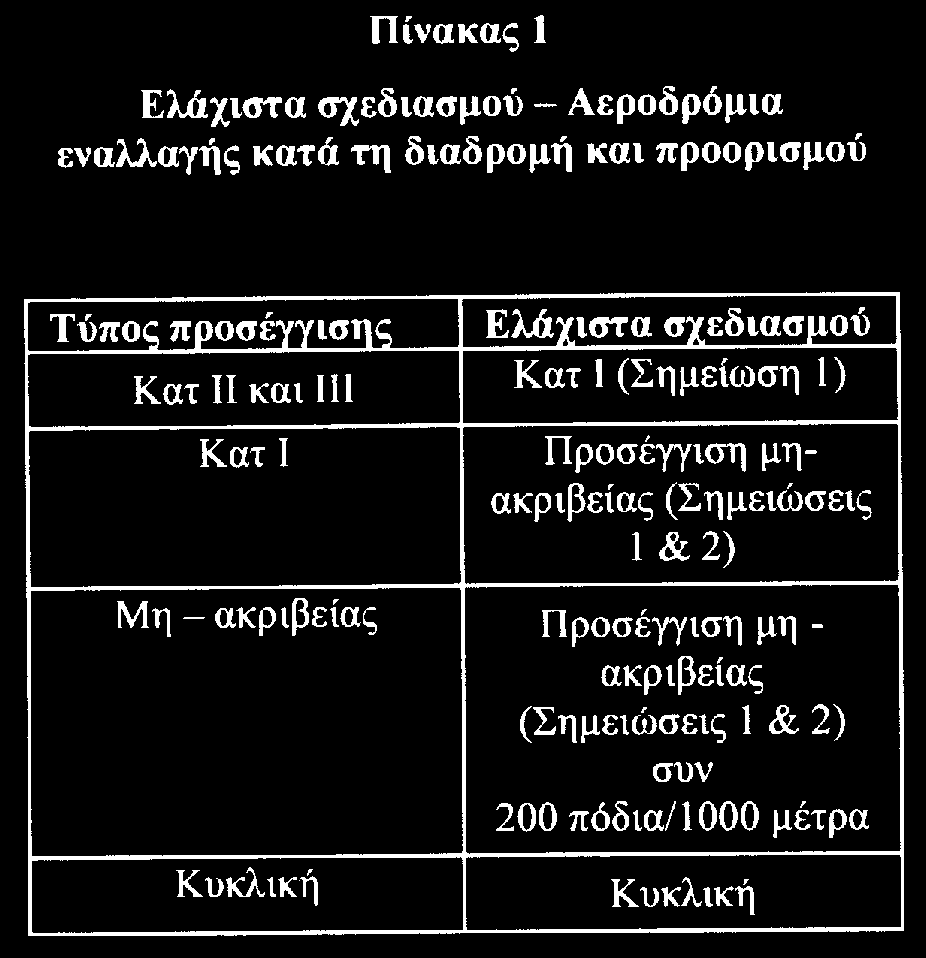 Πίνακας 1
Ελάχιστα σχεδιασμού – Αεροδρόμια
εναλλαγής κατά τη διαδρομή και προορισμού
Τύπος προσέγγισης
Ελάχιστα σχεδιασμού
Κατ II και III
Κατ I (Σημείωση 1)
Κατ I
Προσέγγιση μη-
ακριβείας (Σημειώσεις
1 & 2)
Μη – ακριβείας
Προσέγγιση μη -
ακριβείας
(Σημειώσεις 1 & 2)
συν
200 πόδια/1000 μέτρα
Κυκλική
Κυκλική